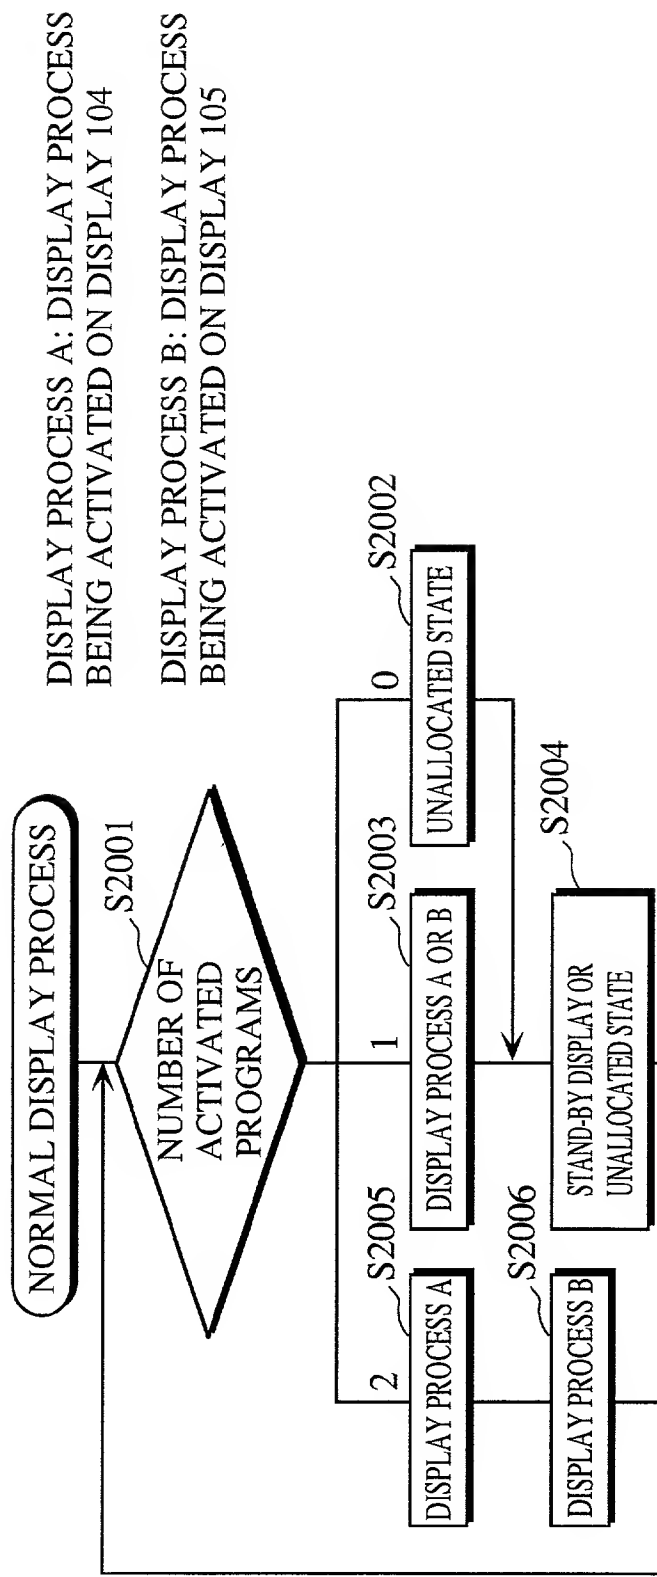 NORMAL DISPLAY PROCESS
DISPLAY PROCESS A: DISPLAY PROCESS
BEING ACTIVATED ON DISPLAY 104
DISPLAY PROCESS B: DISPLAY PROCESS
BEING ACTIVATED ON DISPLAY 105
S2001
NUMBER OF
ACTIVATED
PROGRAMS
2
1
0
S2005
S2003
S2002
DISPLAY PROCESS A
DISPLAY PROCESS A OR B
UNALLOCATED STATE
S2006
S2004
DISPLAY PROCESS B
STAND-BY DISPLAY OR
UNALLOCATED STATE